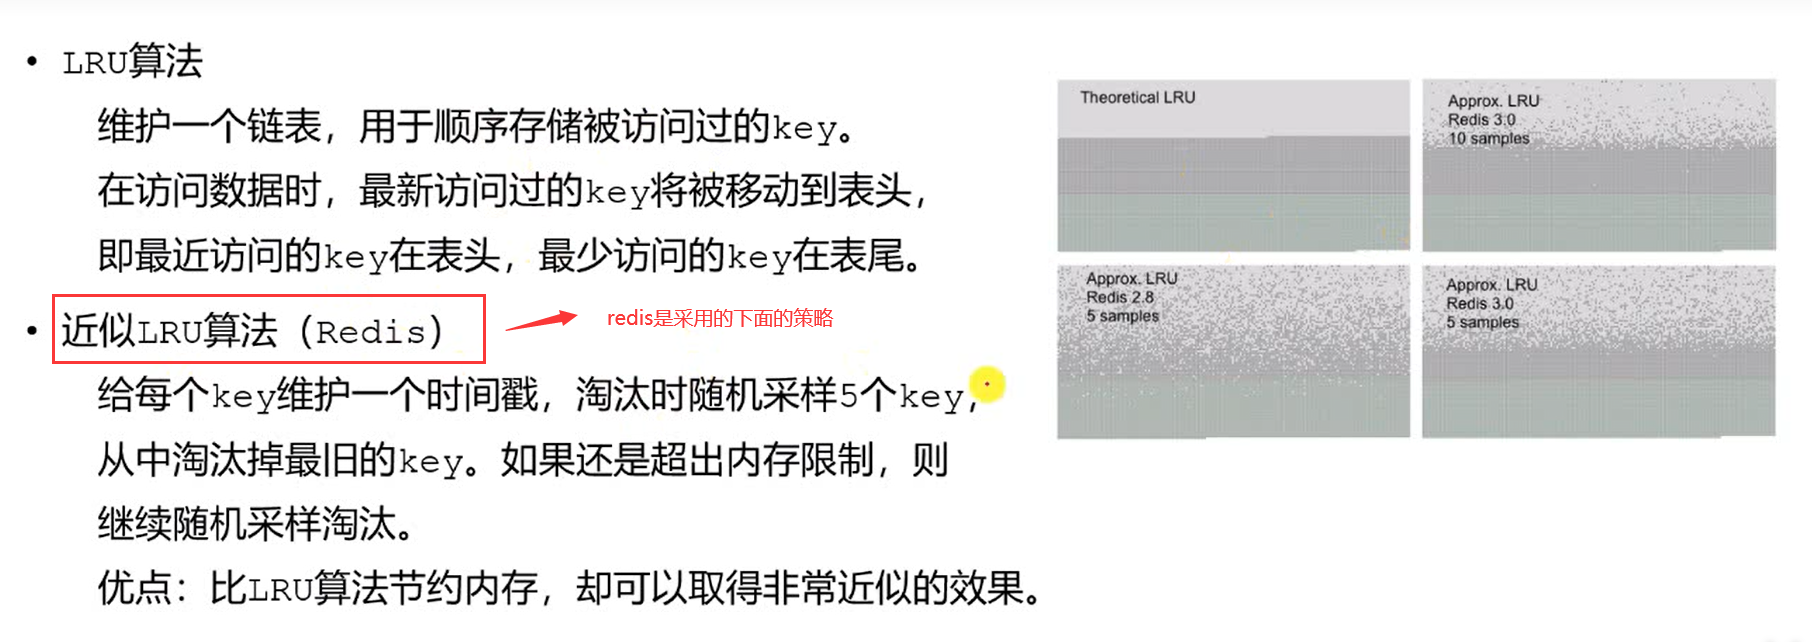 • LRU算法
维护一个链表，用于顺序存储被访问过的key。
在访问数据时，最新访问过的key将被移动到表头，
即最近访问的key在表头，最少访问的key在表尾。
• 近似LRU算法（Redis）
redis是采用的下面的策略
给每个key维护一个时间戳，淘汰时随机采样5个key，
从中淘汰掉最旧的key。如果还是超出内存限制，则
继续随机采样淘汰。
优点：比LRU算法节约内存，却可以取得非常近似的效果。
Theoretical LRU
Approx. LRU
Redis 3.0
10 samples
Approx. LRU
Redis 2.8
5 samples
Approx. LRU
Redis 3.0
5 samples